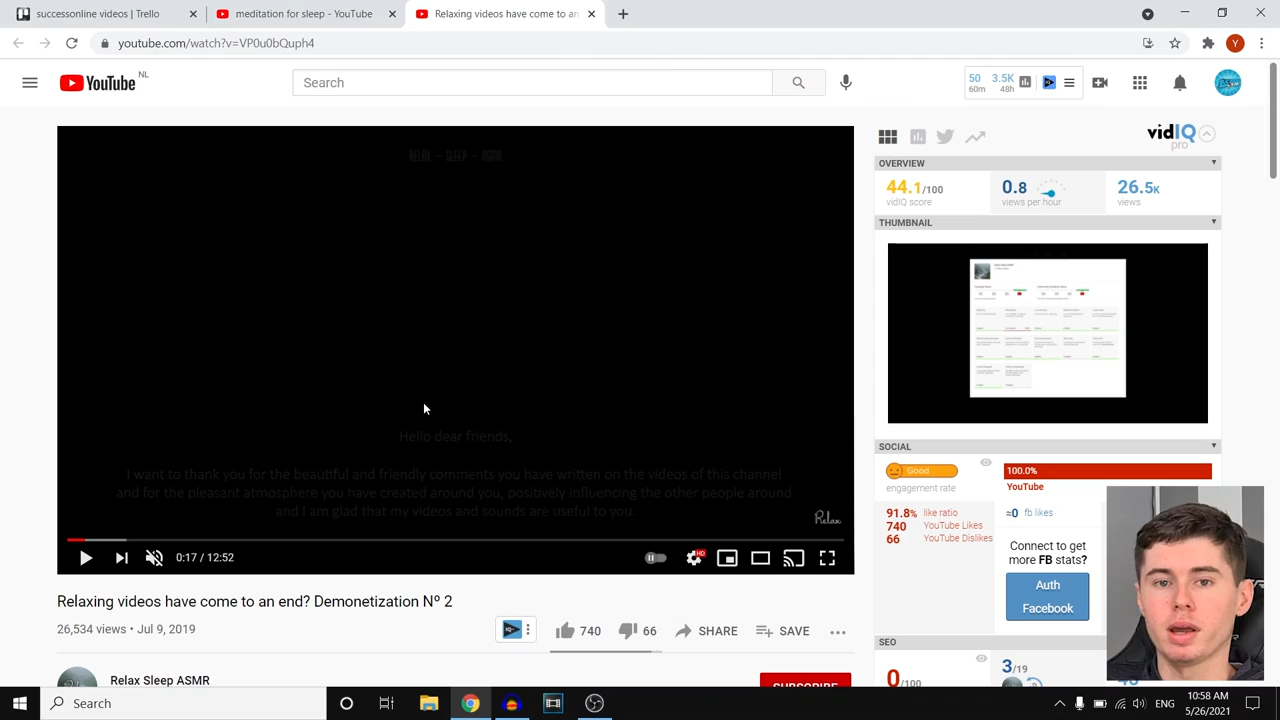 successonline videos | Trell
meditation for sleep - YouTube
Relaxing videos have come to an
youtube.com/watch?v=VP0u0bQuph4
Y
YouTube NL
Search
50 60m
3.5K 48h
RELAX ~ SLEEP ~ ASMR
Hello dear friends,
I want to thank you for the beautiful and friendly comments you have written on the videos of this channel
and for the pleasant atmosphere you have created around you, positively influencing the other people around
and I am glad that my videos and sounds are useful to you.
Relax
0:17 / 12:52
HD
Relaxing videos have come to an end? Demonetization Nº 2
26,534 views • Jul 9, 2019
740
66
SHARE
SAVE
Relax Sleep ASMR
SUBSCRIBE
vidIQ
pro
OVERVIEW
44.1/100
vidIQ score
0.8
views per hour
26.5K
views
THUMBNAIL
SOCIAL
Good
engagement rate
100.0%
YouTube
91.8% like ratio
740 YouTube Likes
66 YouTube Dislikes
≈0 fb likes
Connect to get
more FB stats?
Auth
Facebook
SEO
0/100
3/19
Search
ENG
10:58 AM
5/26/2021